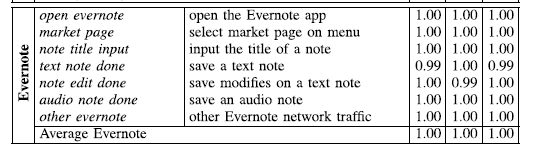 Evernote
open evernote open the Evernote app 1.00 1.00 1.00
market page select market page on menu 1.00 1.00 1.00
note title input input the title of a note 1.00 1.00 1.00
text note done save a text note 0.99 1.00 0.99
note edit done save modifies on a text note 1.00 0.99 1.00
audio note done save an audio note 1.00 1.00 1.00
other evernote other Evernote network traffic 1.00 1.00 1.00
Average Evernote 1.00 1.00 1.00